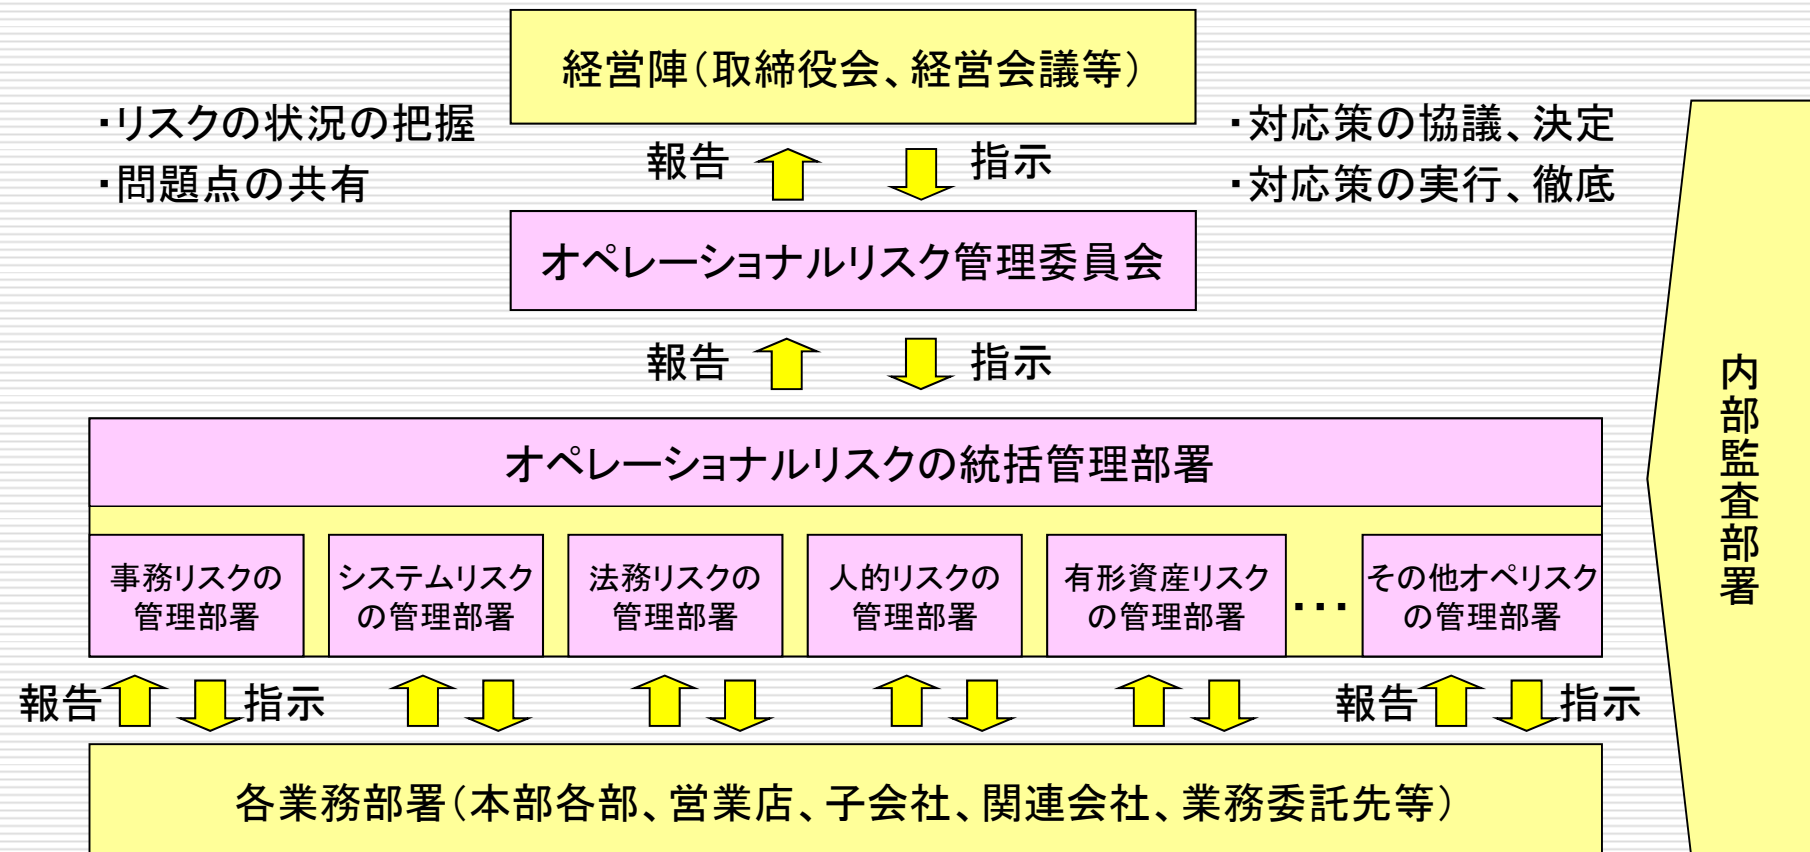 経営陣(取締役会、経営会議等)
・リスクの状況の把握
・問題点の共有
・対応策の協議、決定
・対応策の実行、徹底
報告
指示
オペレーショナルリスク管理委員会
報告
指示
オペレーショナルリスクの統括管理部署
事務リスクの
管理部署
システムリスク
の管理部署
法務リスクの
管理部署
人的リスクの
管理部署
有形資産リスク
の管理部署
・・・
その他オペリスク
の管理部署
報告
指示
報告
指示
各業務部署(本部各部、営業店、子会社、関連会社、業務委託先等)
内部監査部署